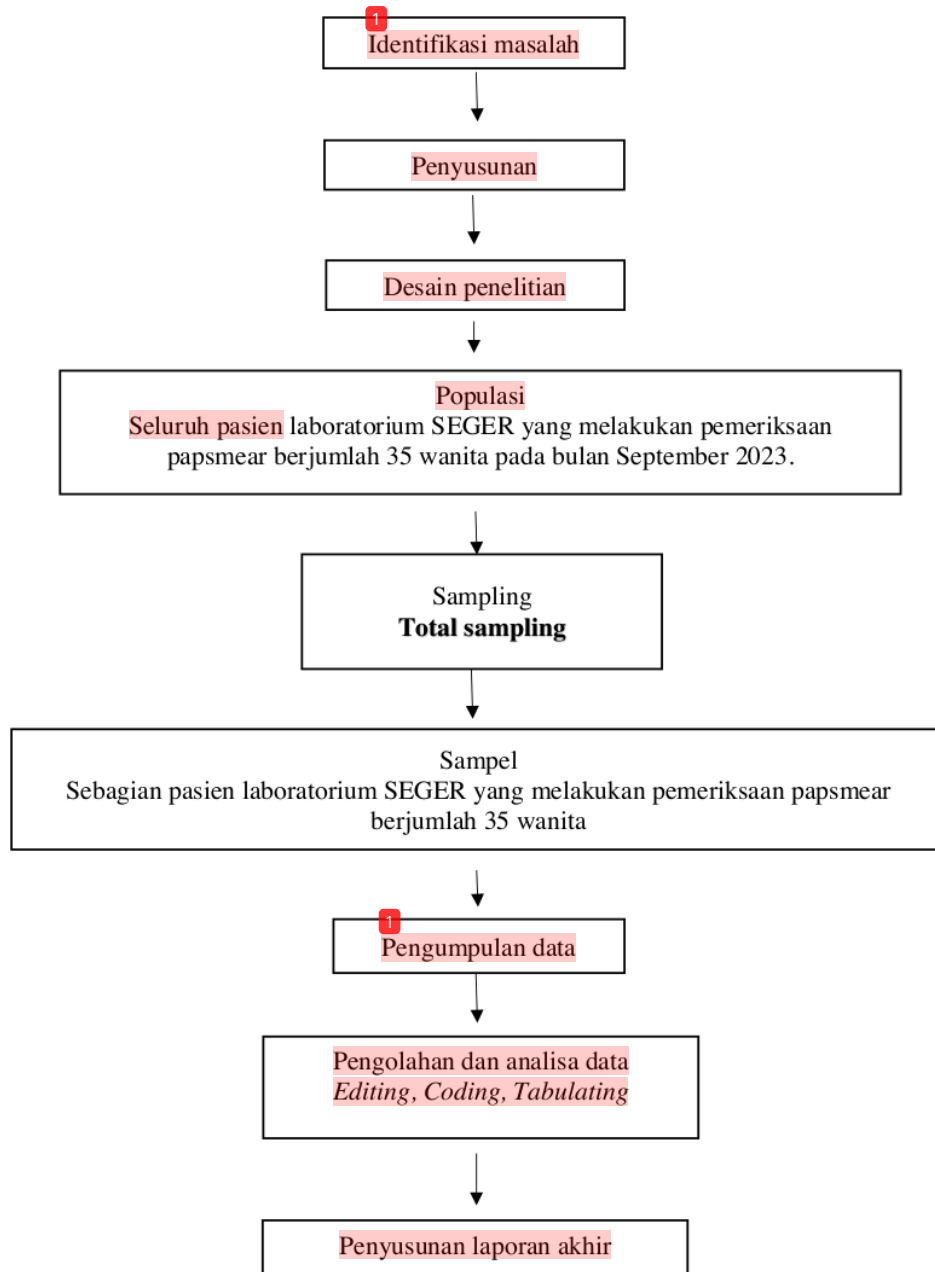 1
Identifikasi masalah
Penyusunan
Desain penelitian
Populasi
Seluruh pasien laboratorium SEGER yang melakukan pemeriksaan
papsmear berjumlah 35 wanita pada bulan September 2023.
Sampling
Total sampling
Sampel
Sebagian pasien laboratorium SEGER yang melakukan pemeriksaan papsmear
berjumlah 35 wanita
1
Pengumpulan data
Pengolahan dan analisa data
Editing, Coding, Tabulating
Penyusunan laporan akhir